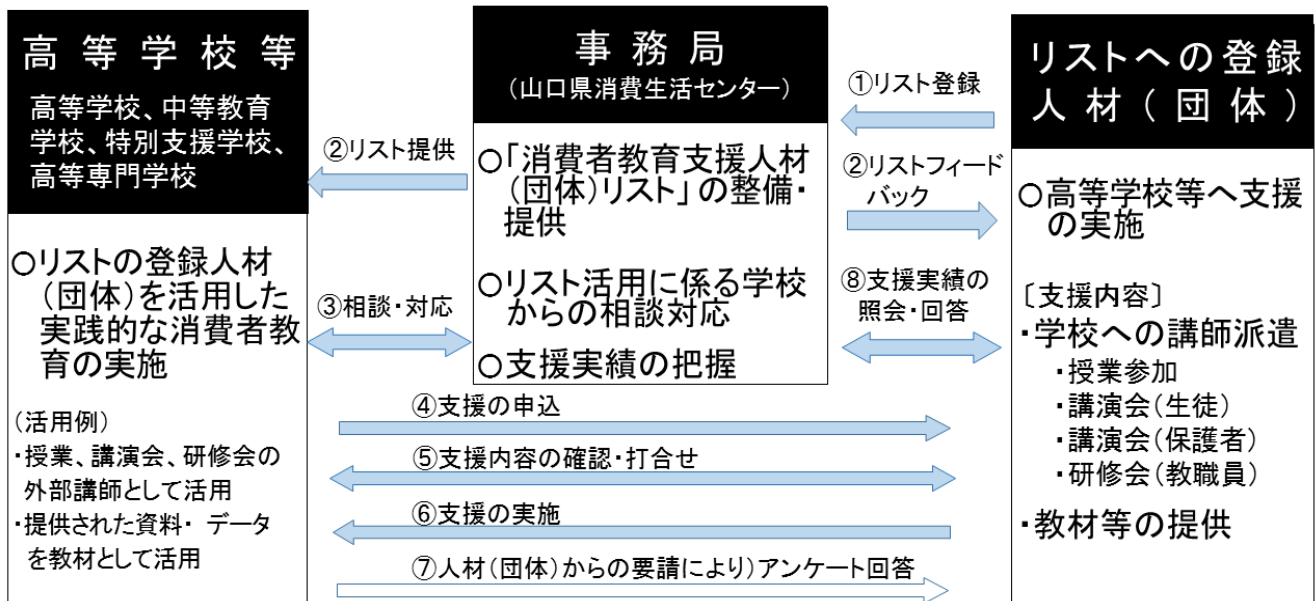 高等学校等
高等学校、中等教育
学校、特別支援学校、
高等専門学校
○リストの登録人材
（団体）を活用した
実践的な消費者教
育の実施
（活用例）
・授業、講演会、研修会の
外部講師として活用
・提供された資料・ データ
を教材として活用
②リスト提供
③相談・対応
事務局
（山口県消費生活センター）
○「消費者教育支援人材
（団体）リスト」の整備・
提供
○リスト活用に係る学校
からの相談対応
○支援実績の把握
①リスト登録
②リストフィード
バック
⑧支援実績の
照会・回答
④支援の申込
⑤支援内容の確認・打合せ
⑥支援の実施
⑦人材（団体）からの要請により）アンケート回答
リストへの登録
人材（団体）
○高等学校等へ支援
の実施
〔支援内容〕
・学校への講師派遣
・授業参加
・講演会（生徒）
・講演会（保護者）
・研修会（教職員）
・教材等の提供